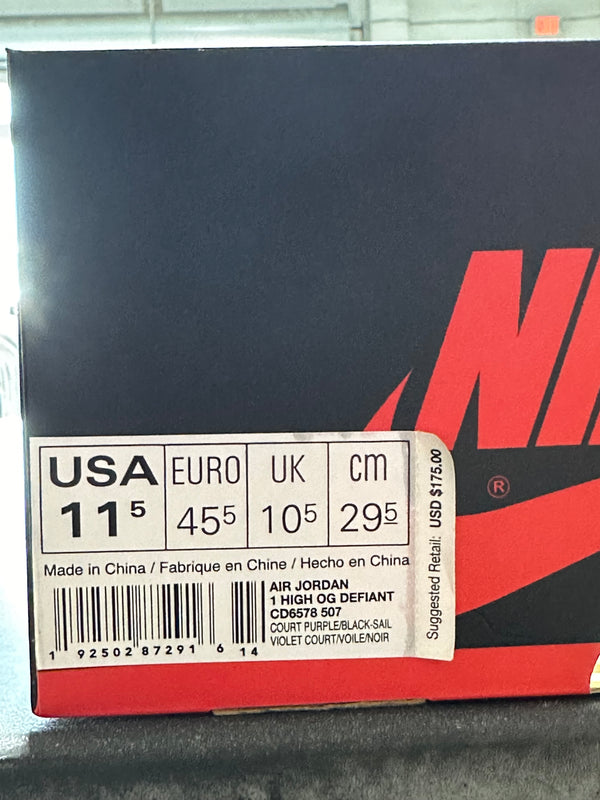 USA EURO UK cm
11⁵ 45⁵ 10⁵ 29⁵
Made in China / Fabrique en Chine / Hecho en China
AIR JORDAN
1 HIGH OG DEFIANT
CD6578 507
COURT PURPLE/BLACK-SAIL
VIOLET COURT/VOILE/NOIR
1 92502 87291 6 14
Suggested Retail: USD $175.00
®